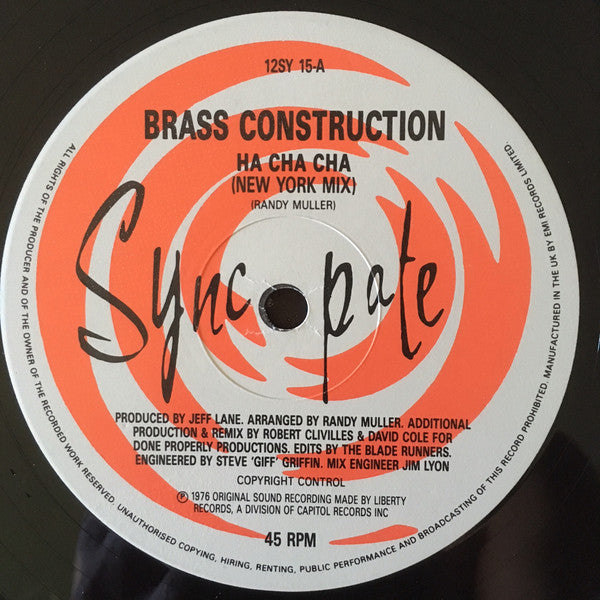 12SY 15-A
BRASS CONSTRUCTION
HA CHA CHA
(NEW YORK MIX)
(RANDY MULLER)
Sync pate
PRODUCED BY JEFF LANE. ARRANGED BY RANDY MULLER. ADDITIONAL
PRODUCTION & REMIX BY ROBERT CLIVILLES & DAVID COLE FOR
DONE PROPERLY PRODUCTIONS. EDITS BY THE BLADE RUNNERS.
ENGINEERED BY STEVE 'GIFF' GRIFFIN. MIX ENGINEER JIM LYON
COPYRIGHT CONTROL
Ⓟ 1976 ORIGINAL SOUND RECORDING MADE BY LIBERTY
RECORDS, A DIVISION OF CAPITOL RECORDS INC
45 RPM
ALL RIGHTS OF THE PRODUCER AND OF THE OWNER OF THE RECORDED WORK RESERVED. UNAUTHORISED COPYING, HIRING, RENTING, PUBLIC PERFORMANCE AND BROADCASTING OF THIS RECORD PROHIBITED. MANUFACTURED IN THE UK BY EMI RECORDS LIMITED.